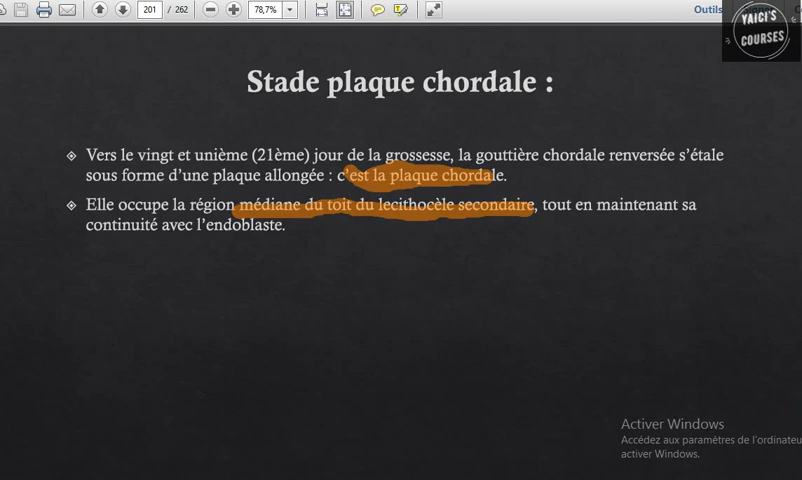 201 / 262
78,7%
Outils
YAICI'S
COURSES
Stade plaque chordale :
Vers le vingt et unième (21ème) jour de la grossesse, la gouttière chordale renversée s’étale
sous forme d’une plaque allongée : c’est la plaque chordale.
Elle occupe la région médiane du toit du lecithocèle secondaire, tout en maintenant sa
continuité avec l’endoblaste.
Activer Windows
Accédez aux paramètres de l'ordinateu
activer Windows.